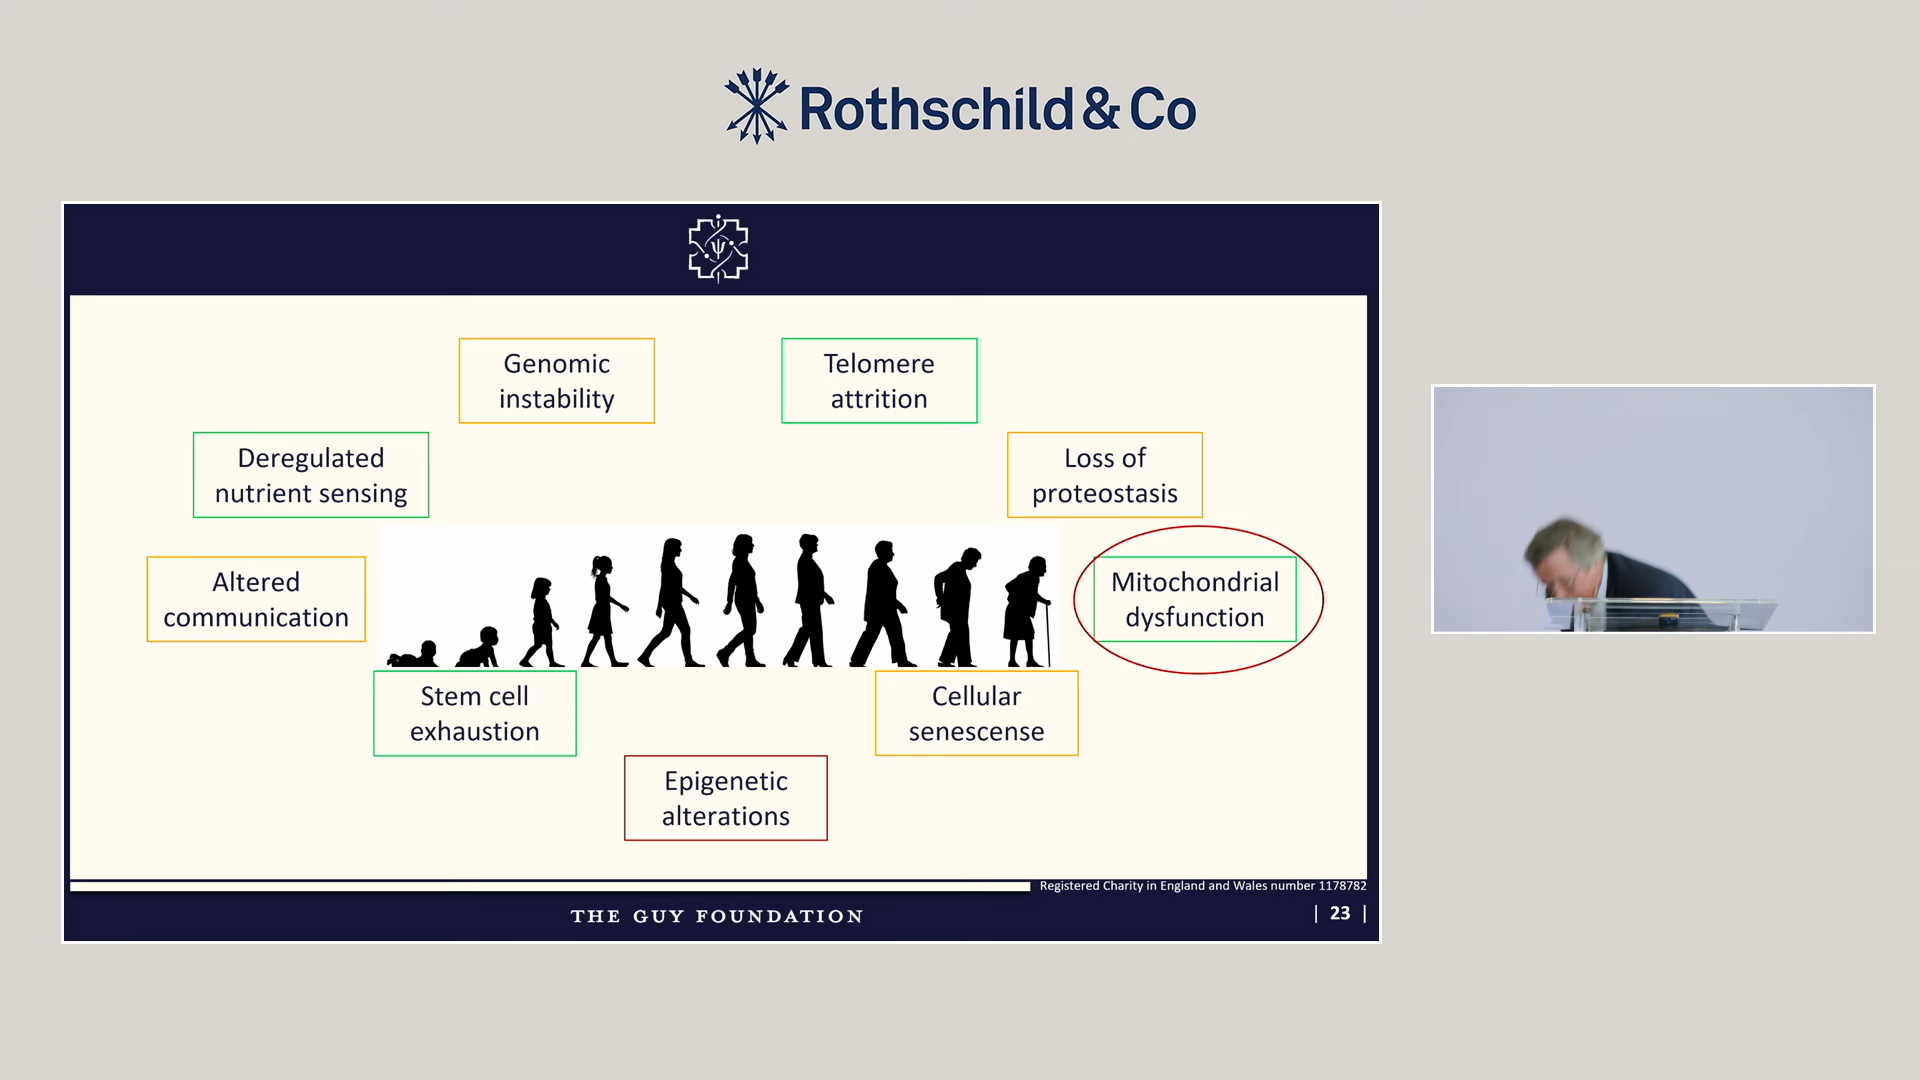 Rothschild & Co
Genomic
instability
Telomere
attrition
Deregulated
nutrient sensing
Loss of
proteostasis
Altered
communication
Mitochondrial
dysfunction
Stem cell
exhaustion
Cellular
senescense
Epigenetic
alterations
Registered Charity in England and Wales number 1178782
THE GUY FOUNDATION
| 23 |